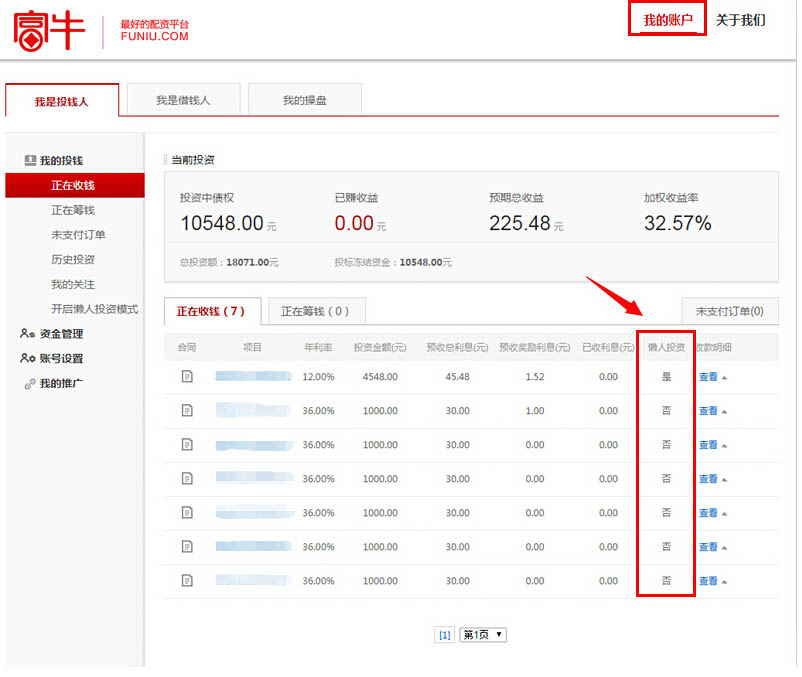 富牛
最好的配资平台
FUNIU.COM
我的账户 关于我们
我是投钱人 我是借钱人 我的操盘
我的投钱
正在收钱
正在筹钱
未支付订单
历史投资
我的关注
开启懒人投资模式
资金管理
账号设置
我的推广
当前投资
投资中债权 已赚收益 预期总收益 加权收益率
10548.00元 0.00元 225.48元 32.57%
总投资额：18071.00元 投标冻结资金：10548.00元
正在收钱（7） 正在筹钱（0） 未支付订单(0)
合同 项目 年利率 投资金额(元) 预收总利息(元) 预收奖励利息(元) 已收利息(元) 懒人投资 收款明细
12.00% 4548.00 45.48 1.52 0.00 是 查看
36.00% 1000.00 30.00 1.00 0.00 否 查看
36.00% 1000.00 30.00 0.00 0.00 否 查看
36.00% 1000.00 30.00 0.00 0.00 否 查看
36.00% 1000.00 30.00 0.00 0.00 否 查看
36.00% 1000.00 30.00 0.00 0.00 否 查看
36.00% 1000.00 30.00 0.00 0.00 否 查看
[1] 第1页